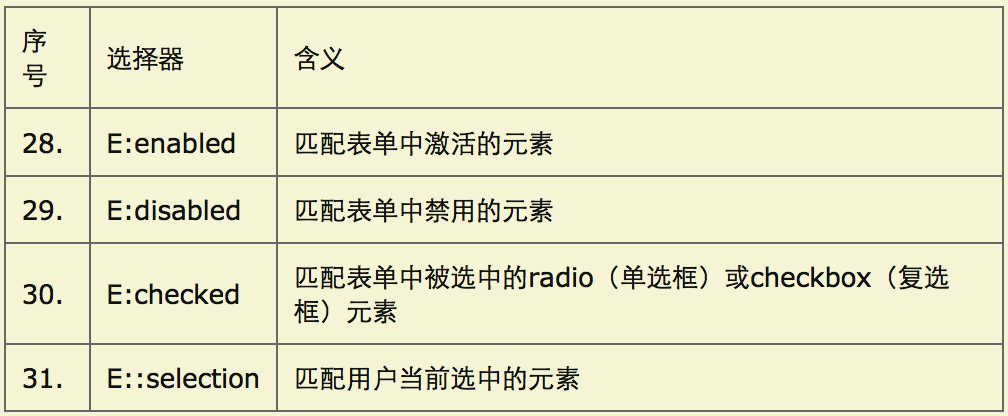 序
号
选择器
含义
28.
E:enabled
匹配表单中激活的元素
29.
E:disabled
匹配表单中禁用的元素
30.
E:checked
匹配表单中被选中的radio（单选框）或checkbox（复选
框）元素
31.
E::selection
匹配用户当前选中的元素